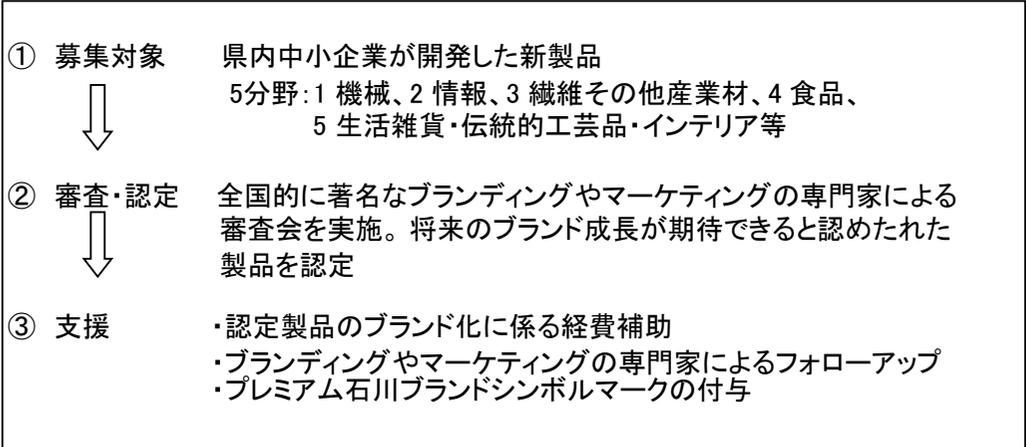 ① 募集対象 県内中小企業が開発した新製品
5分野:1 機械、2 情報、3 繊維その他産業材、4 食品、
5 生活雑貨・伝統的工芸品・インテリア等
② 審査・認定 全国的に著名なブランディングやマーケティングの専門家による
審査会を実施。将来のブランド成長が期待できると認めたれた
製品を認定
③ 支援 ・認定製品のブランド化に係る経費補助
・ブランディングやマーケティングの専門家によるフォローアップ
・プレミアム石川ブランドシンボルマークの付与